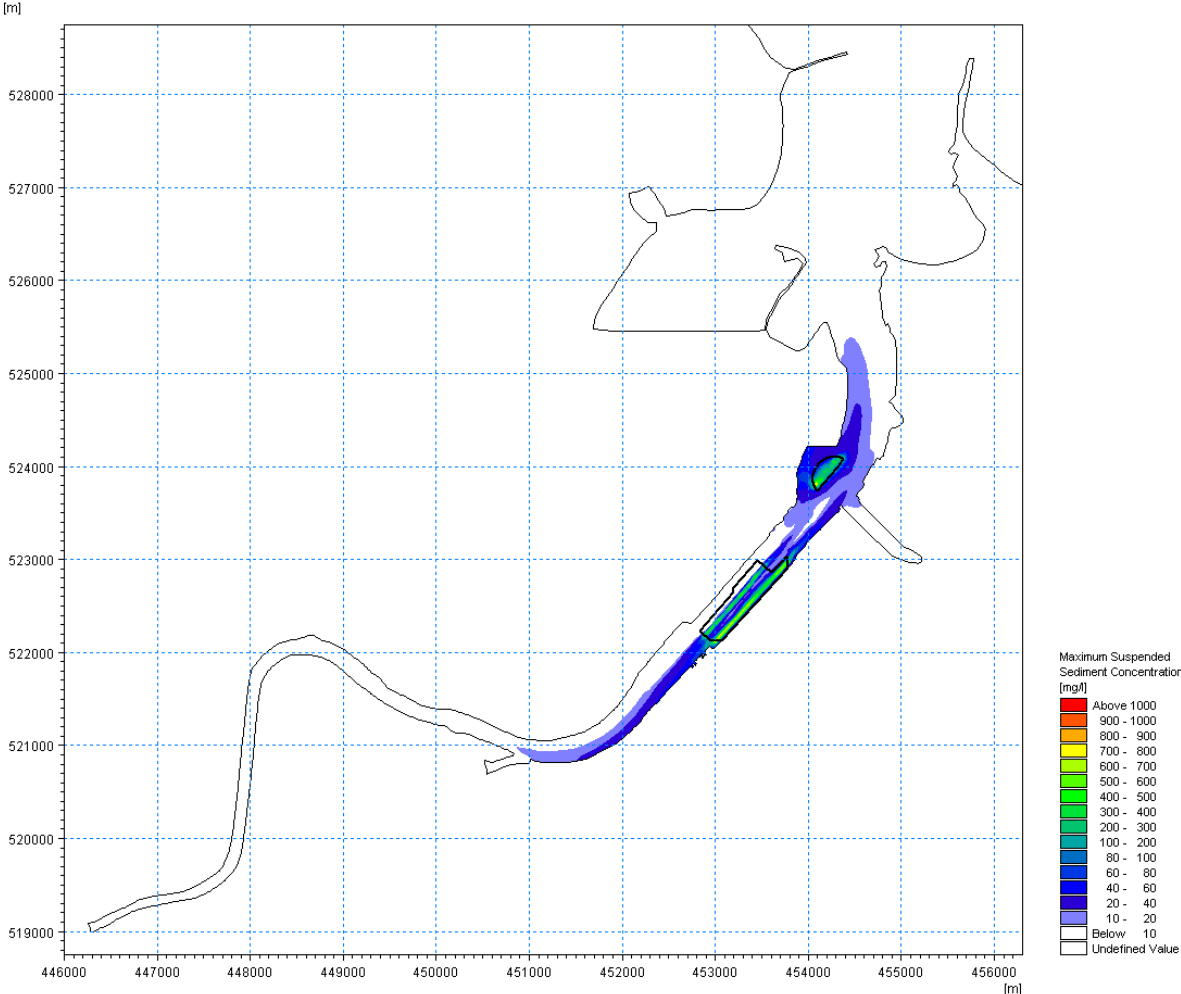 [m]
528000
527000
526000
525000
524000
523000
522000
521000
520000
519000
446000 447000 448000 449000 450000 451000 452000 453000 454000 455000 456000
[m]
Maximum Suspended
Sediment Concentration
[mg/l]
Above 1000
900 - 1000
800 - 900
700 - 800
600 - 700
500 - 600
400 - 500
300 - 400
200 - 300
100 - 200
80 - 100
60 - 80
40 - 60
20 - 40
10 - 20
Below 10
Undefined Value